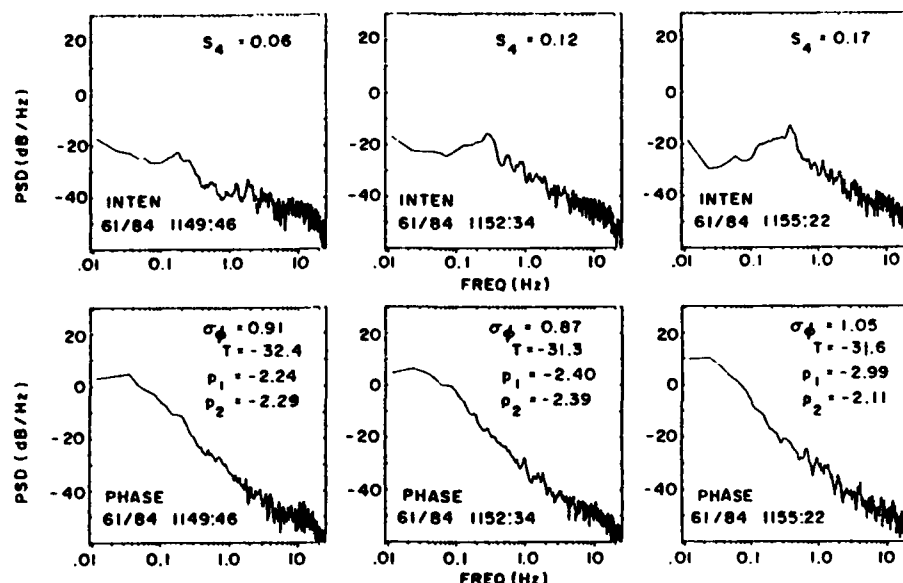 S4 = 0.06
S4 = 0.12
S4 = 0.17
PSD (dB/Hz)
20
0
-20
-40
20
0
-20
-40
20
0
-20
-40
INTEN
61/84 1149:46
INTEN
61/84 1152:34
INTEN
61/84 1155:22
.01 0.1 1.0 10
.01 0.1 1.0 10
.01 0.1 1.0 10
FREQ (Hz)
PSD (dB/Hz)
20
0
-20
-40
20
0
-20
-40
20
0
-20
-40
σϕ = 0.91
T = -32.4
p1 = -2.24
p2 = -2.29
σϕ = 0.87
T = -31.3
p1 = -2.40
p2 = -2.39
σϕ = 1.05
T = -31.6
p1 = -2.99
p2 = -2.11
PHASE
61/84 1149:46
PHASE
61/84 1152:34
PHASE
61/84 1155:22
.01 0.1 1.0 10
.01 0.1 1.0 10
.01 0.1 1.0 10
FREQ (Hz)